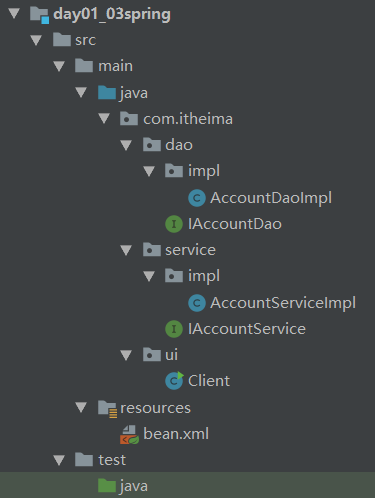 day01_03spring
src
main
java
com.itheima
dao
impl
AccountDaoImpl
IAccountDao
service
impl
AccountServiceImpl
IAccountService
ui
Client
resources
bean.xml
test
java